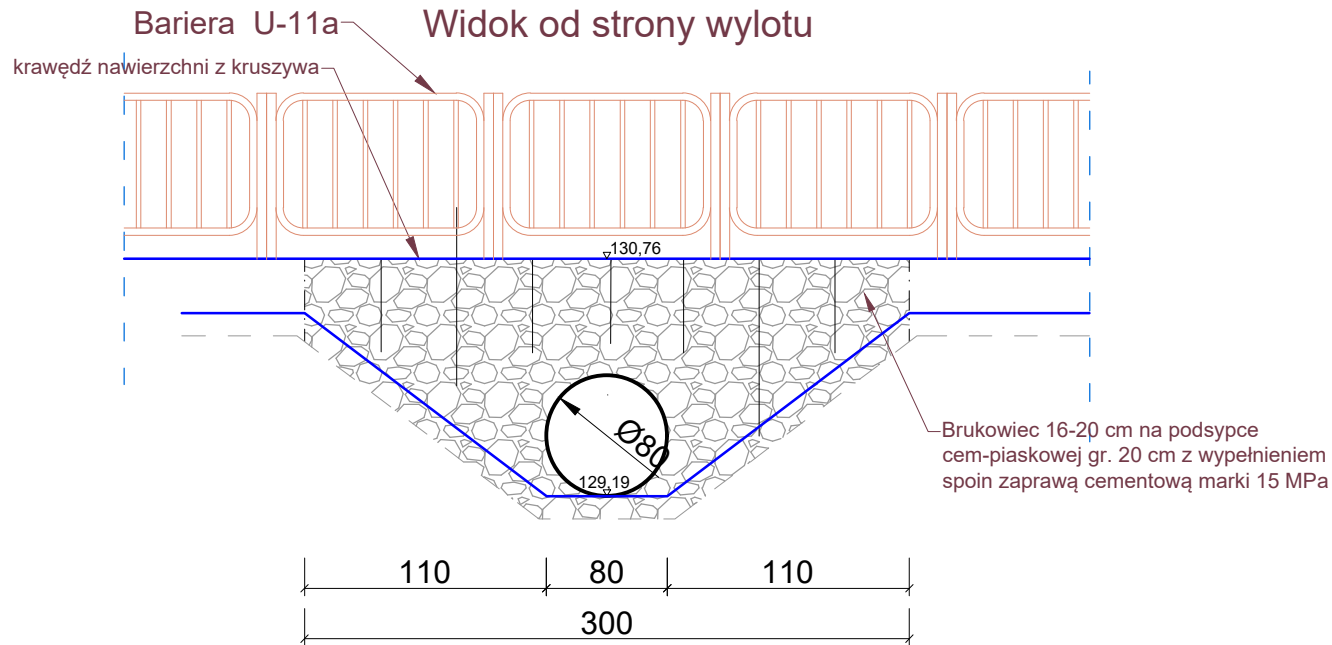 Bariera U-11a
Widok od strony wylotu
krawędź nawierzchni z kruszywa
130,76
Ø80
129,19
Brukowiec 16-20 cm na podsypce
cem-piaskowej gr. 20 cm z wypełnieniem
spoin zaprawą cementową marki 15 MPa
110
80
110
300